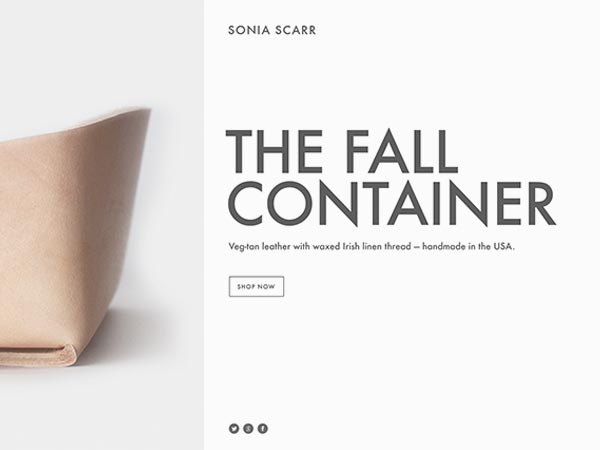 SONIA SCARR
THE FALL
CONTAINER
Veg-tan leather with waxed Irish linen thread — handmade in the USA.
SHOP NOW